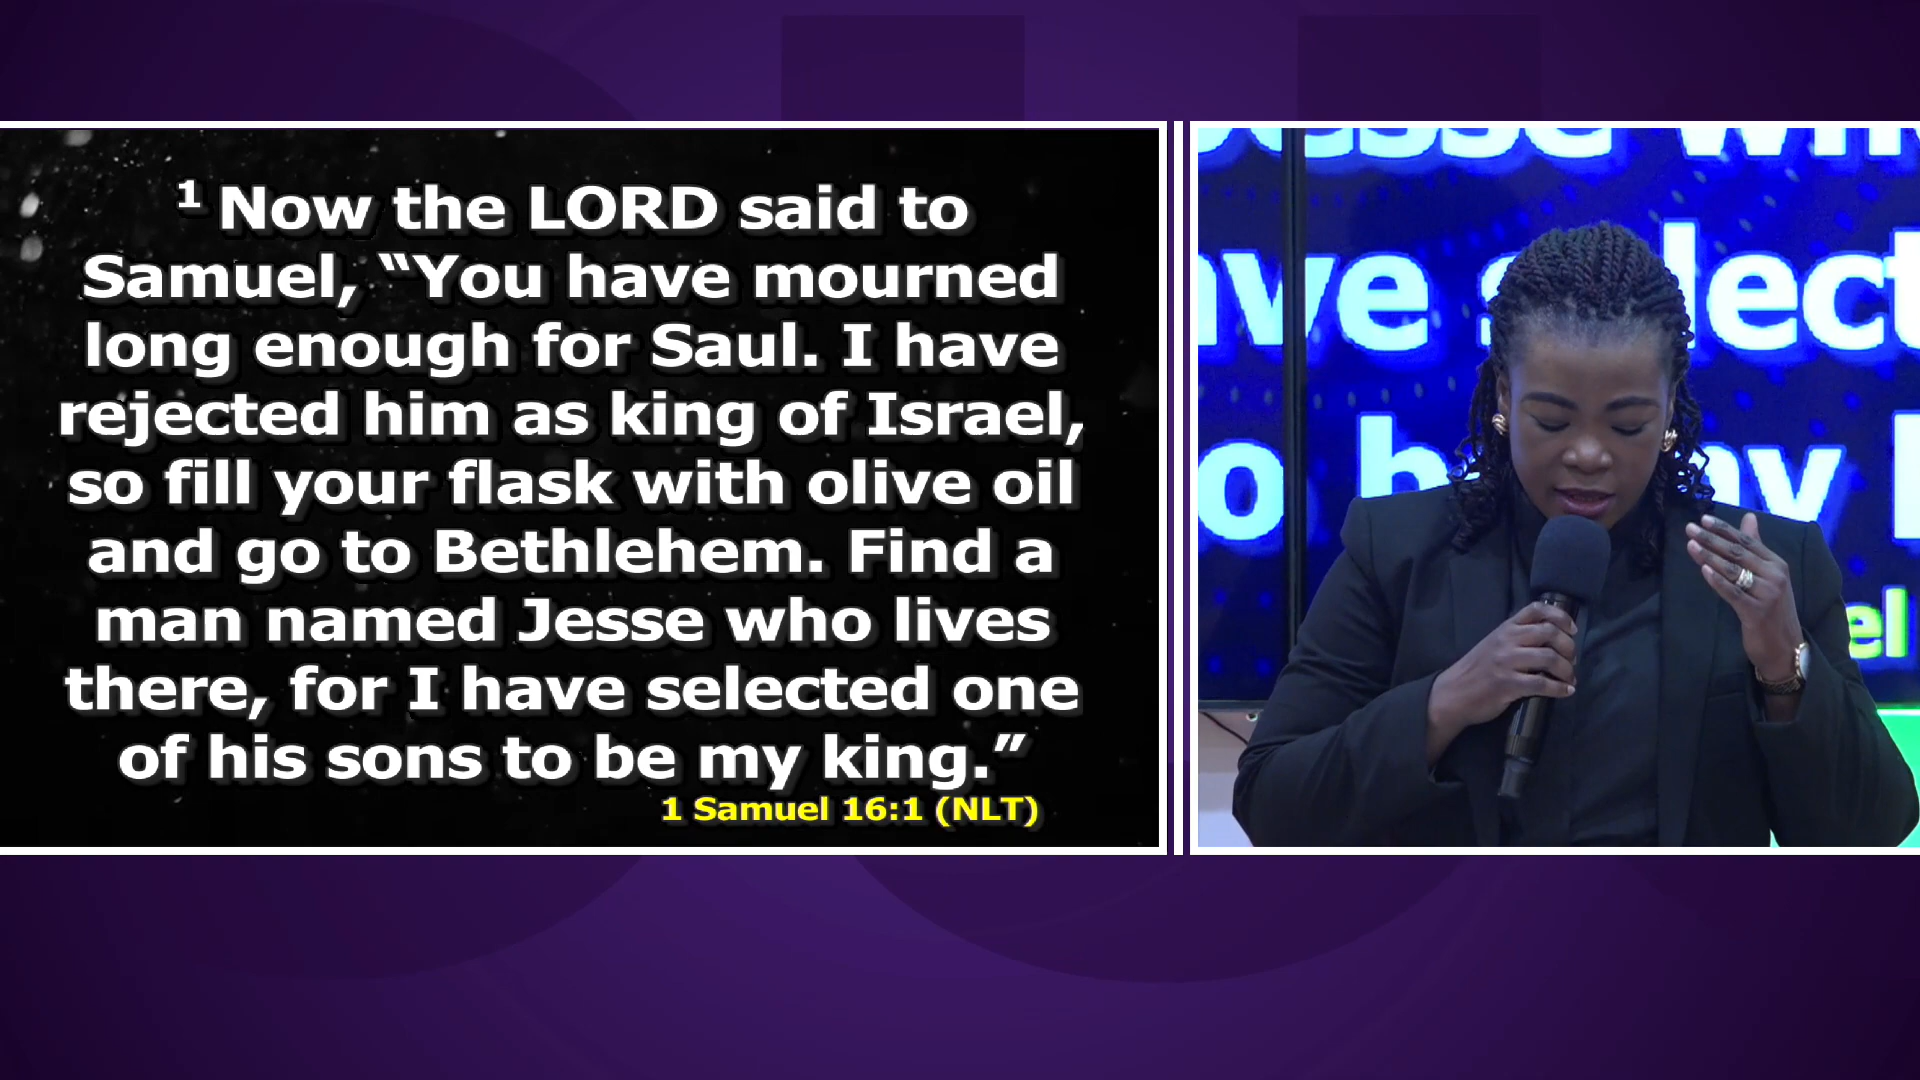 1 Now the LORD said to
Samuel, “You have mourned
long enough for Saul. I have
rejected him as king of Israel,
so fill your flask with olive oil
and go to Bethlehem. Find a
man named Jesse who lives
there, for I have selected one
of his sons to be my king.”
1 Samuel 16:1 (NLT)